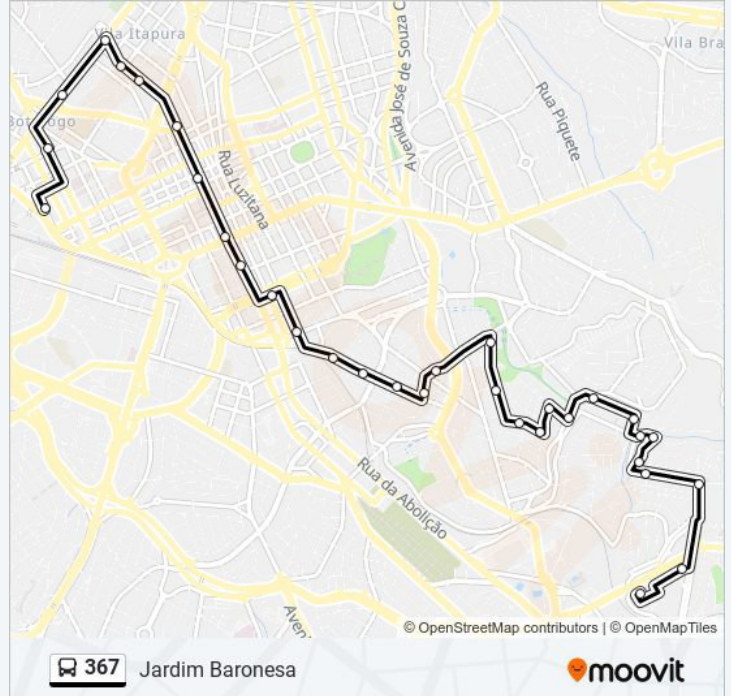 Vila Itapura
Vila Bra
Avenida José de Souza C
Rua Piquete
Botafogo
Rua Luzitana
Rua da Abolição
Aven
© OpenStreetMap contributors | © OpenMapTiles
367 Jardim Baronesa
moovit